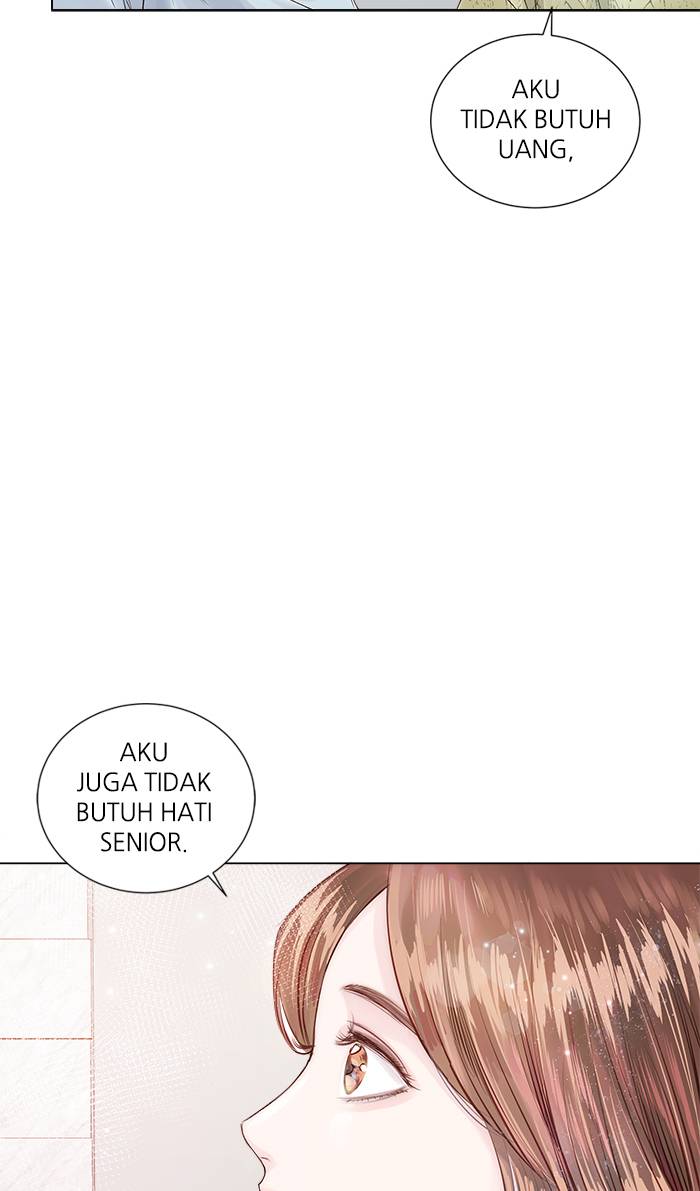 AKU
TIDAK BUTUH
UANG,
AKU
JUGA TIDAK
BUTUH HATI
SENIOR.